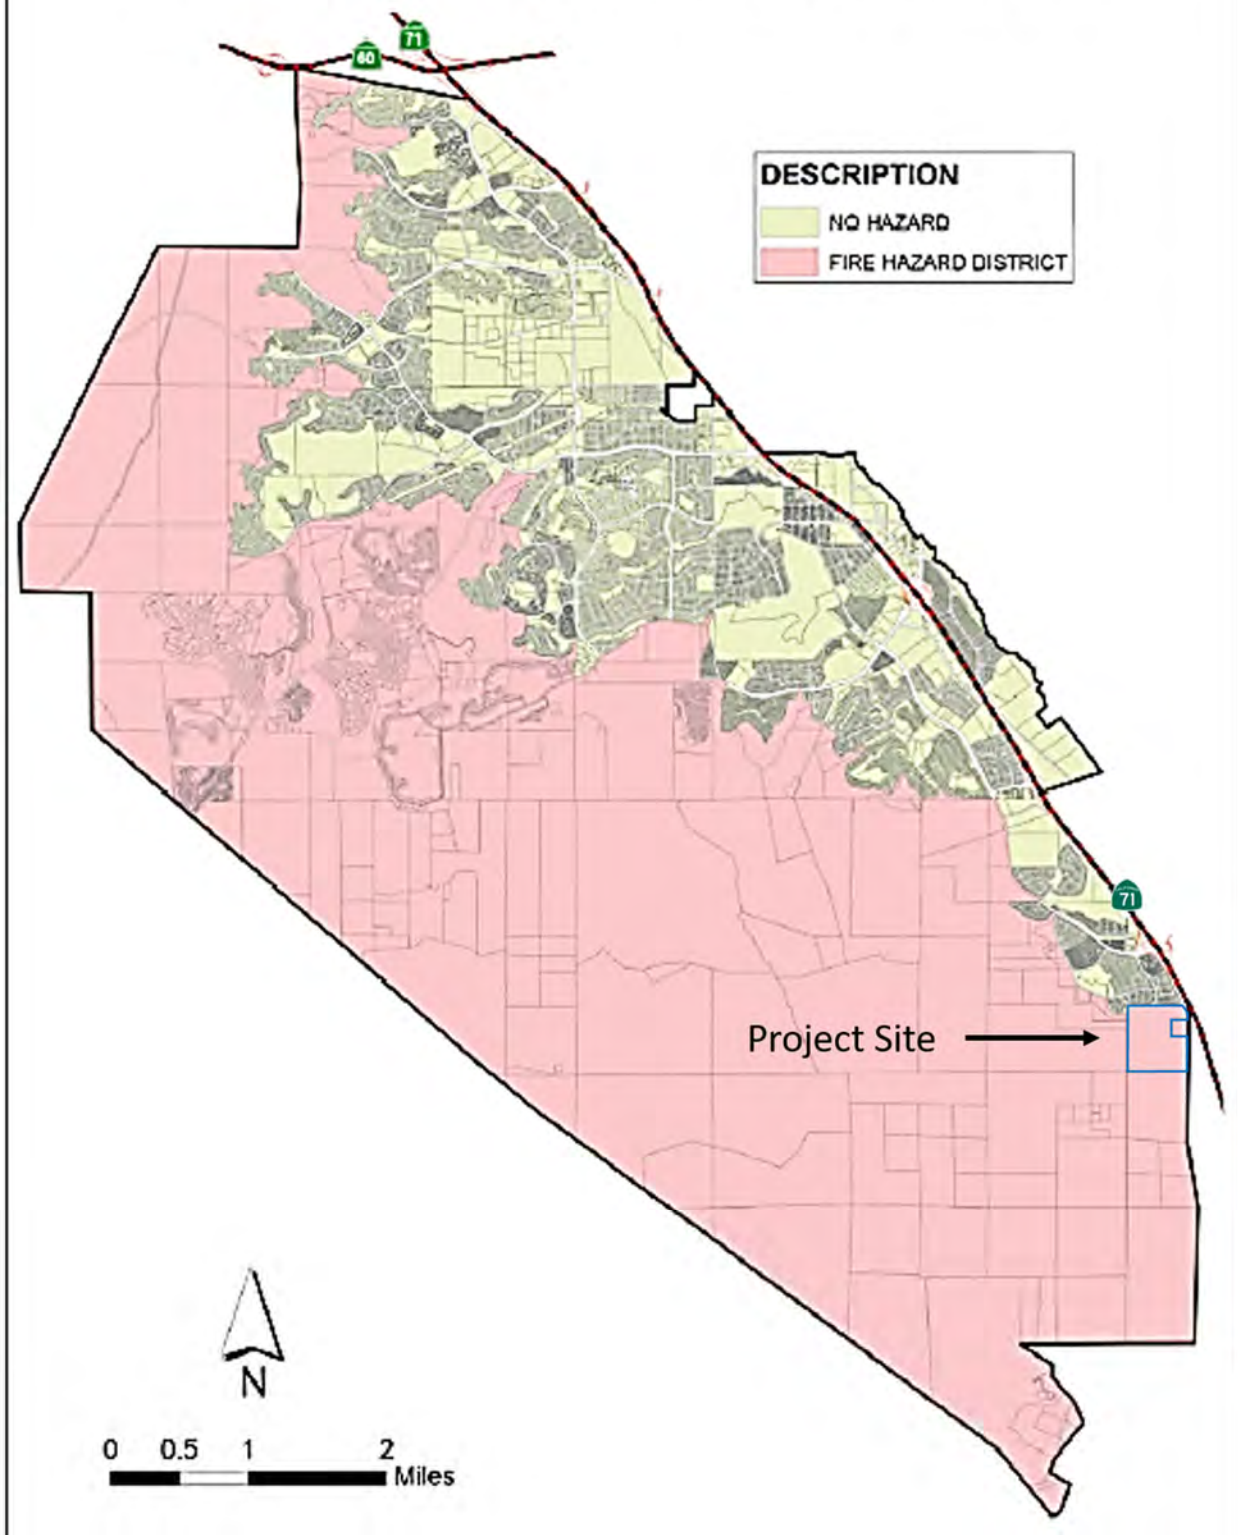 71
60
DESCRIPTION
NO HAZARD
FIRE HAZARD DISTRICT
71
Project Site
N
0 0.5 1 2
Miles